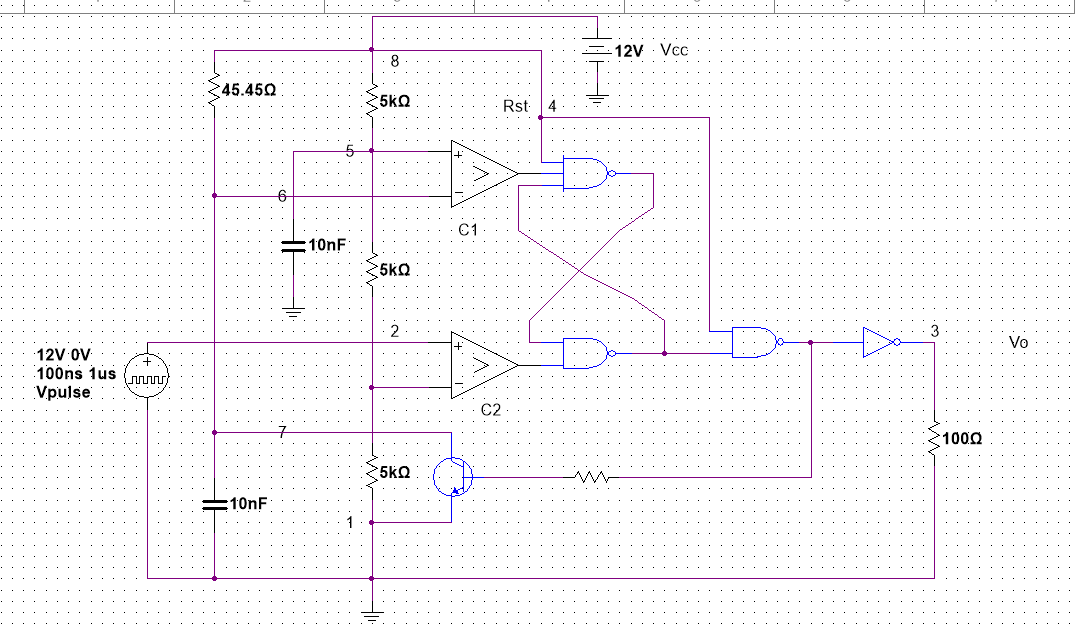 12V Vcc
8
45.45Ω
5kΩ
Rst 4
5
+
−
6
C1
10nF
5kΩ
2
3
Vo
12V 0V
100ns 1us
Vpulse
+
+
−
C2
7
100Ω
5kΩ
10nF
1